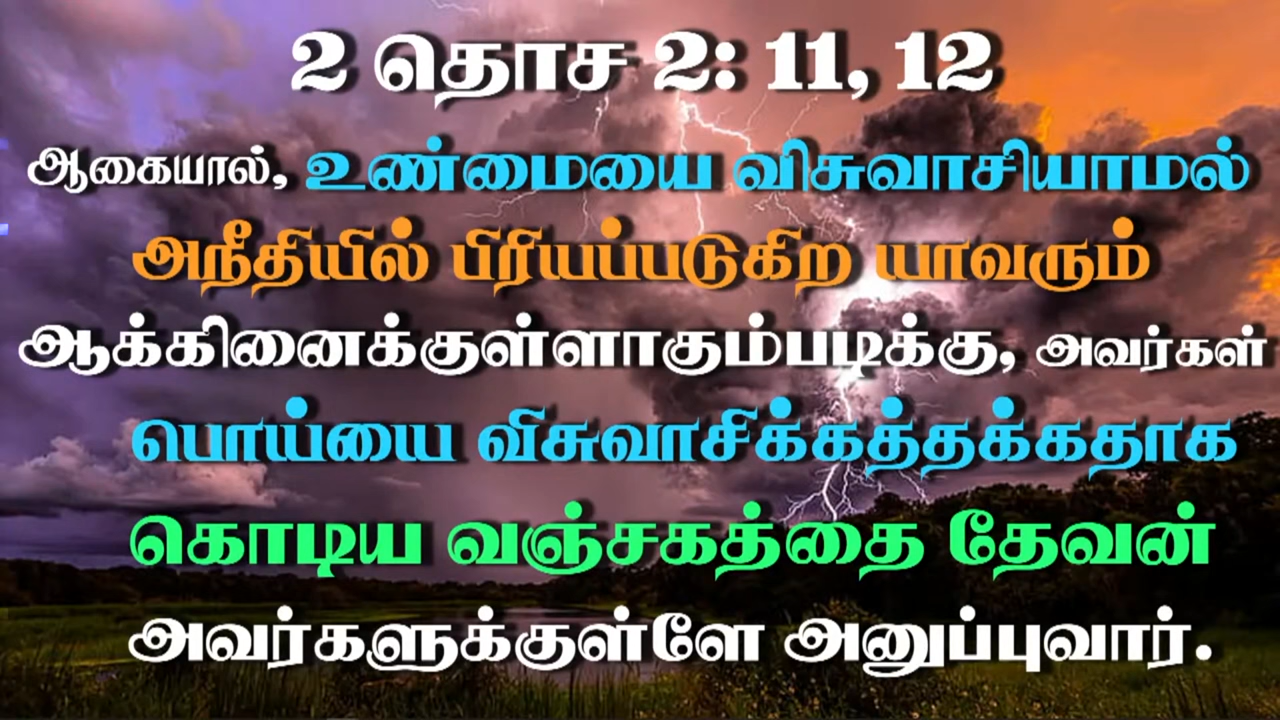 2 தொச 2: 11, 12
ஆகையால், உண்மையை விசுவாசியாமல்
அநீதியில் பிரியப்படுகிற யாவரும்
ஆக்கினைக்குள்ளாகும்படிக்கு, அவர்கள்
பொய்யை விசுவாசிக்கத்தக்கதாக
கொடிய வஞ்சகத்தை தேவன்
அவர்களுக்குள்ளே அனுப்புவார்.